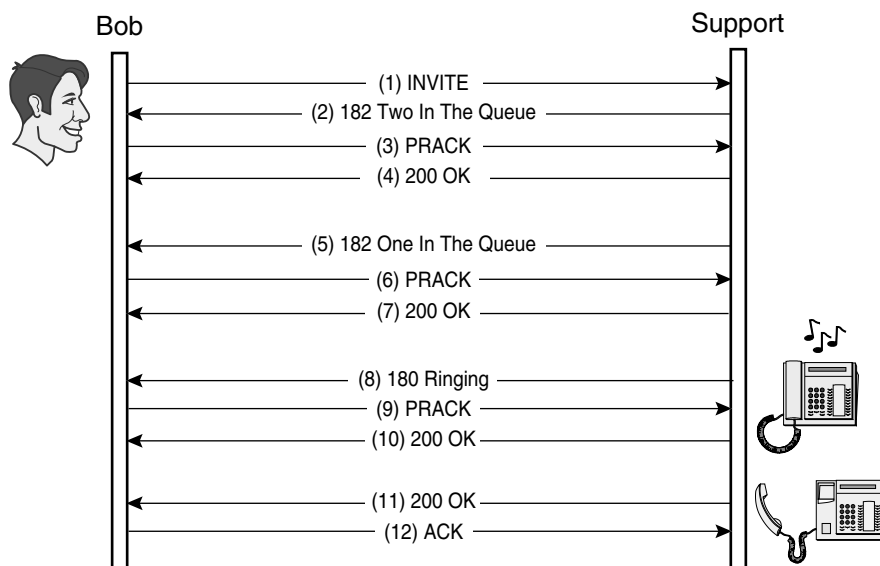 Bob
Support
(1) INVITE
(2) 182 Two In The Queue
(3) PRACK
(4) 200 OK
(5) 182 One In The Queue
(6) PRACK
(7) 200 OK
(8) 180 Ringing
(9) PRACK
(10) 200 OK
(11) 200 OK
(12) ACK